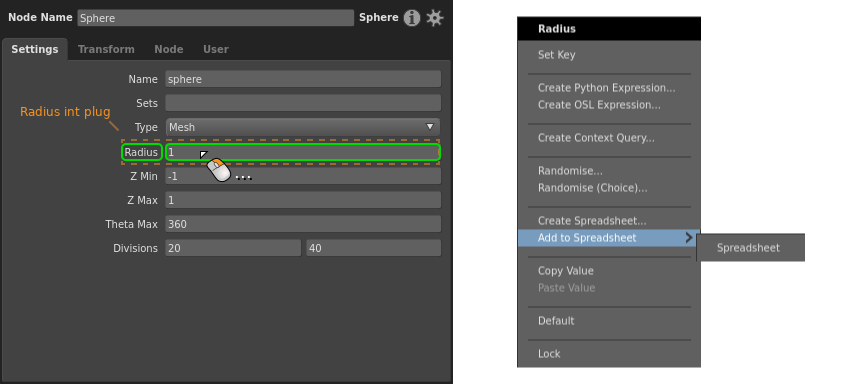 Node Name Sphere Sphere
Settings Transform Node User
Name sphere
Sets
Radius int plug
Type Mesh
Radius 1
Z Min -1 ...
Z Max 1
Theta Max 360
Divisions 20 40
Radius
Set Key
Create Python Expression...
Create OSL Expression...
Create Context Query...
Randomise...
Randomise (Choice)...
Create Spreadsheet...
Add to Spreadsheet
Spreadsheet
Copy Value
Paste Value
Default
Lock